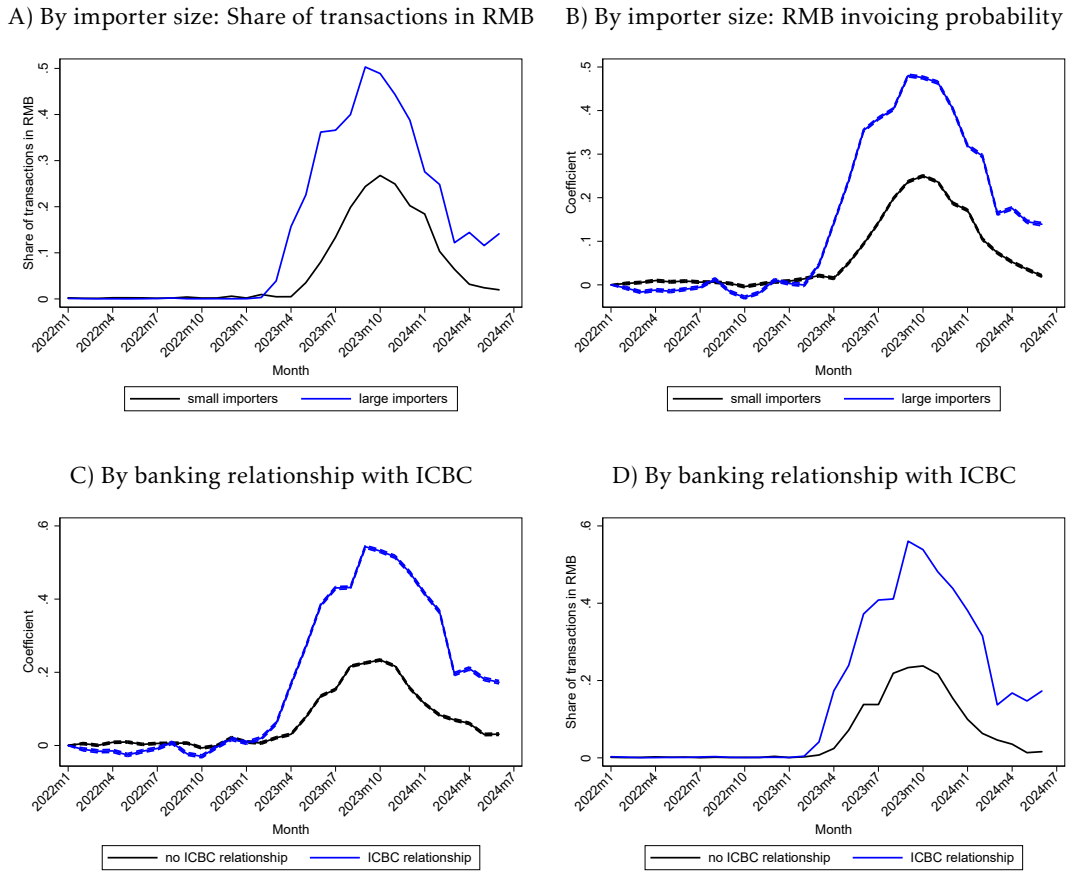 A) By importer size: Share of transactions in RMB
Share of transactions in RMB
.5
.4
.3
.2
.1
0
2022m1
2022m4
2022m7
2022m10
2023m1
2023m4
2023m7
2023m10
2024m1
2024m4
2024m7
Month
small importers
large importers
B) By importer size: RMB invoicing probability
Coefficient
.5
.4
.3
.2
.1
0
2022m1
2022m4
2022m7
2022m10
2023m1
2023m4
2023m7
2023m10
2024m1
2024m4
2024m7
Month
small importers
large importers
C) By banking relationship with ICBC
Coefficient
.6
.4
.2
0
2022m1
2022m4
2022m7
2022m10
2023m1
2023m4
2023m7
2023m10
2024m1
2024m4
2024m7
Month
no ICBC relationship
ICBC relationship
D) By banking relationship with ICBC
Share of transactions in RMB
.6
.4
.2
0
2022m1
2022m4
2022m7
2022m10
2023m1
2023m4
2023m7
2023m10
2024m1
2024m4
2024m7
Month
no ICBC relationship
ICBC relationship